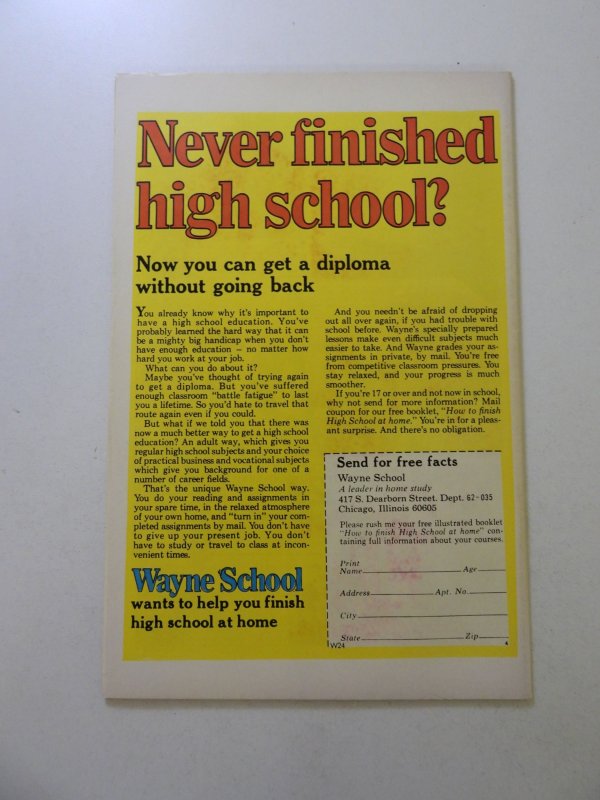 Never finished
high school?
Now you can get a diploma
without going back
You already know why it's important to
have a high school education. You've
probably learned the hard way that it can
be a mighty big handicap when you don't
have enough education — no matter how
hard you work at your job.
What can you do about it?
Maybe you've thought of trying again
to get a diploma. But you've suffered
enough classroom "battle fatigue" to last
you a lifetime. So you'd hate to travel that
route again even if you could.
But what if we told you that there was
now a much better way to get a high school
education? An adult way, which gives you
regular high school subjects and your choice
of practical business and vocational subjects
which give you background for one of a
number of career fields.
That's the unique Wayne School way.
You do your reading and assignments in
your spare time, in the relaxed atmosphere
of your own home, and "turn in" your com-
pleted assignments by mail. You don't have
to give up your present job. You don't
have to study or travel to class at incon-
venient times.
Wayne School
wants to help you finish
high school at home
And you needn't be afraid of dropping
out all over again, if you had trouble with
school before. Wayne's specially prepared
lessons make even difficult subjects much
easier to take. And Wayne grades your as-
signments in private, by mail. You're free
from competitive classroom pressures. You
stay relaxed, and your progress is much
smoother.
If you're 17 or over and not now in school,
why not send for more information? Mail
coupon for our free booklet, "How to finish
High School at home." You're in for a pleas-
ant surprise. And there's no obligation.
Send for free facts
Wayne School
A leader in home study
417 S. Dearborn Street. Dept. 62-035
Chicago, Illinois 60605
Please rush me your free illustrated booklet
"How to finish High School at home" con-
taining full information about your courses.
Print
Name Age
Address Apt. No.
City
State Zip
W24 4